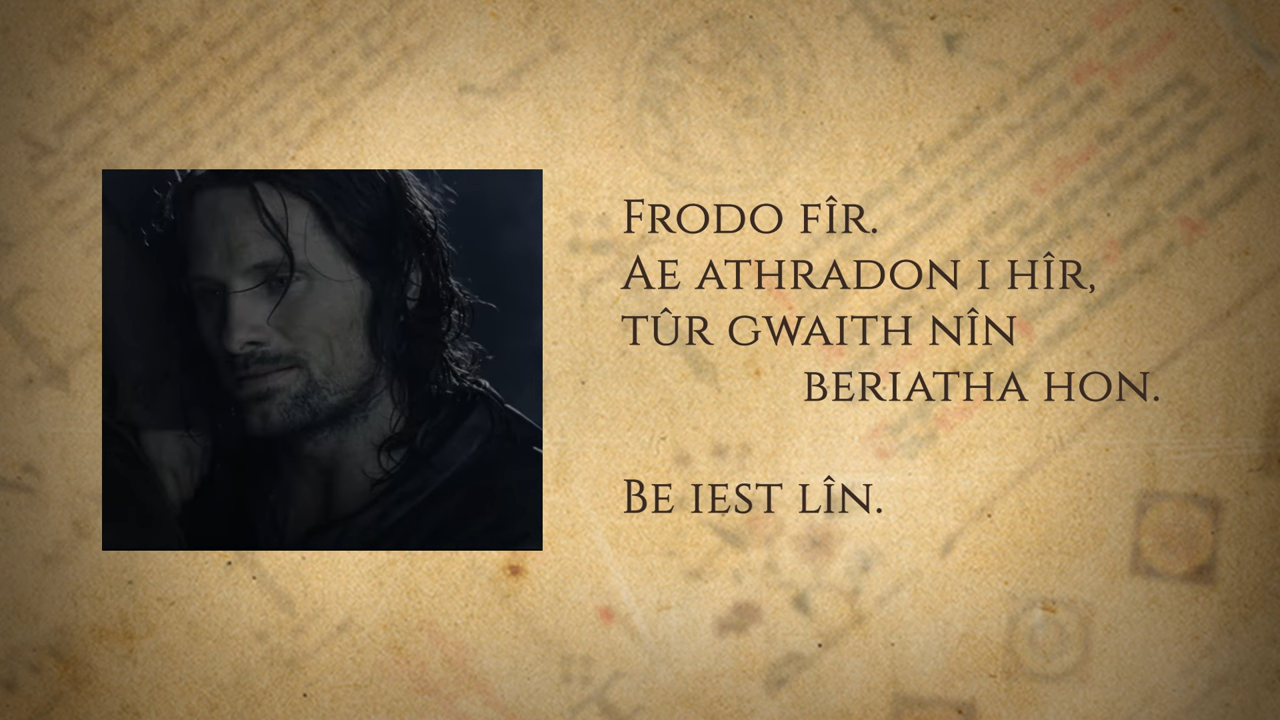 Frodo fîr.
Ae athradon i hîr,
tûr gwaith nîn
beriatha hon.
Be iest lîn.